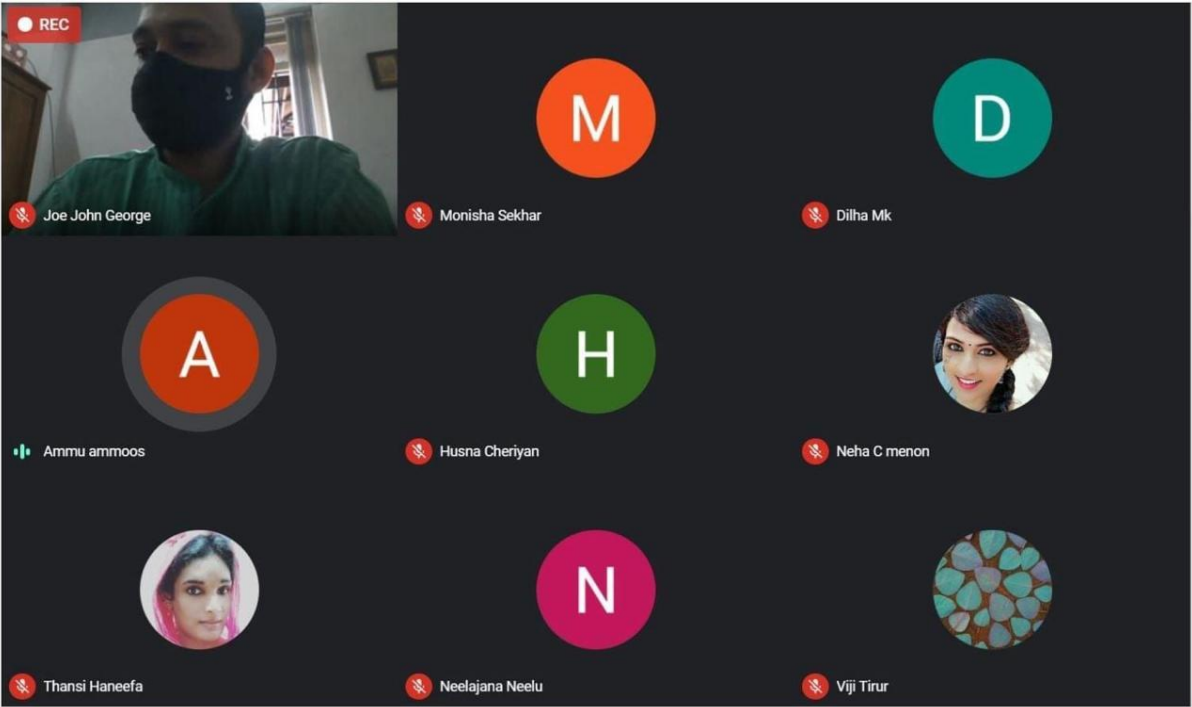 REC
Joe John George
M
Monisha Sekhar
D
Dilha Mk
A
Ammu ammoos
H
Husna Cheriyan
Neha C menon
Thansi Haneefa
N
Neelajana Neelu
Viji Tirur